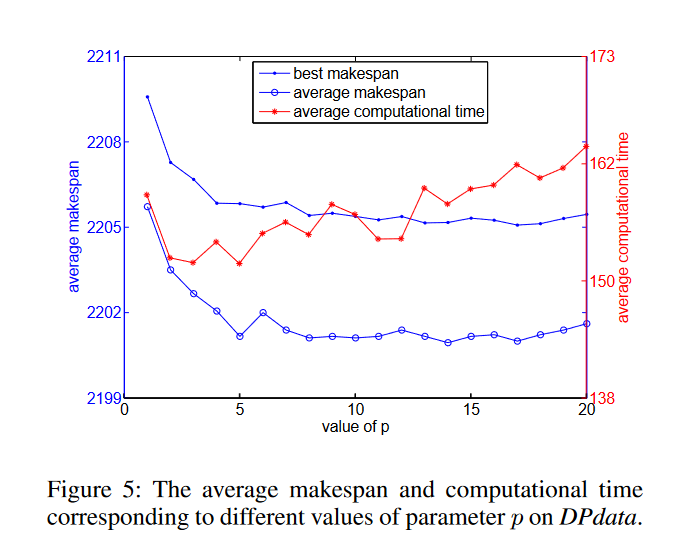 2211
173
best makespan
average makespan
average computational time
2208
162
2205
150
2202
2199
138
0
5
10
15
20
average makespan
average computational time
value of p
Figure 5: The average makespan and computational time
corresponding to different values of parameter p on DPdata.